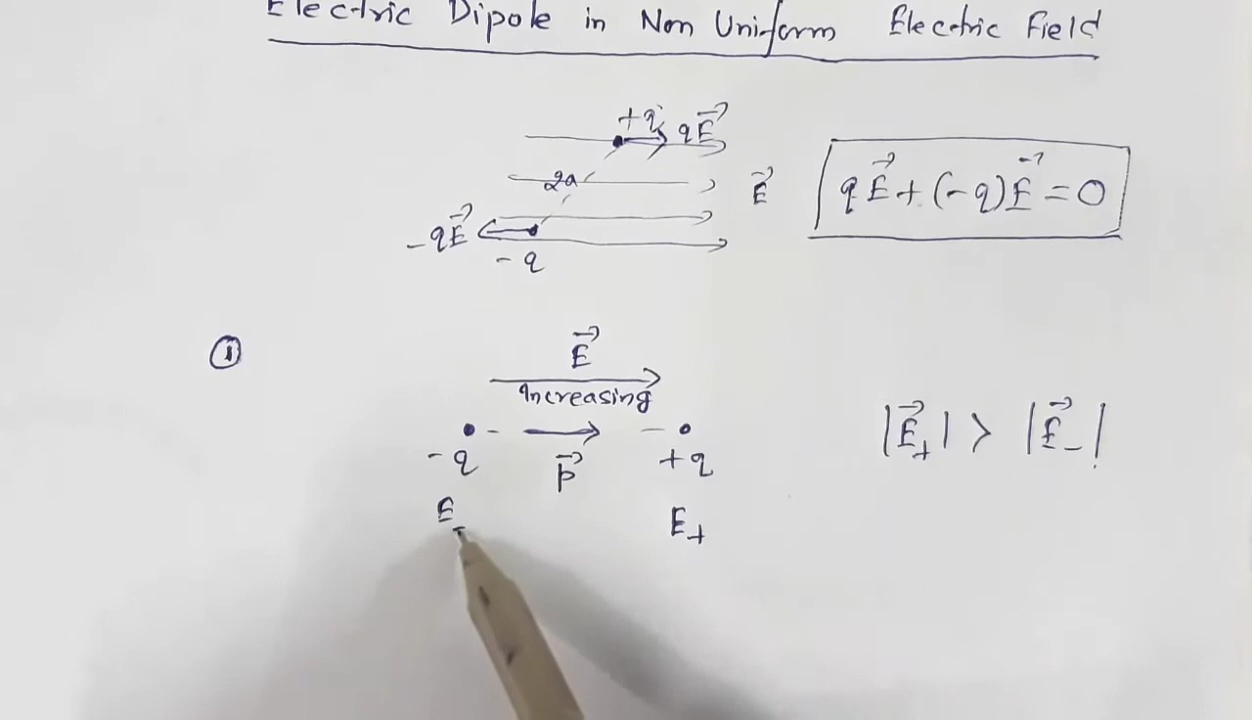 Electric Dipole in Non Uniform Electric Field
+q qE⃗
2a E⃗
qE⃗ + (-q)E⃗ = 0
-qE⃗
-q
① E⃗
Increasing
|E⃗₊| > |E⃗₋|
-q p⃗ +q
E₋ E₊